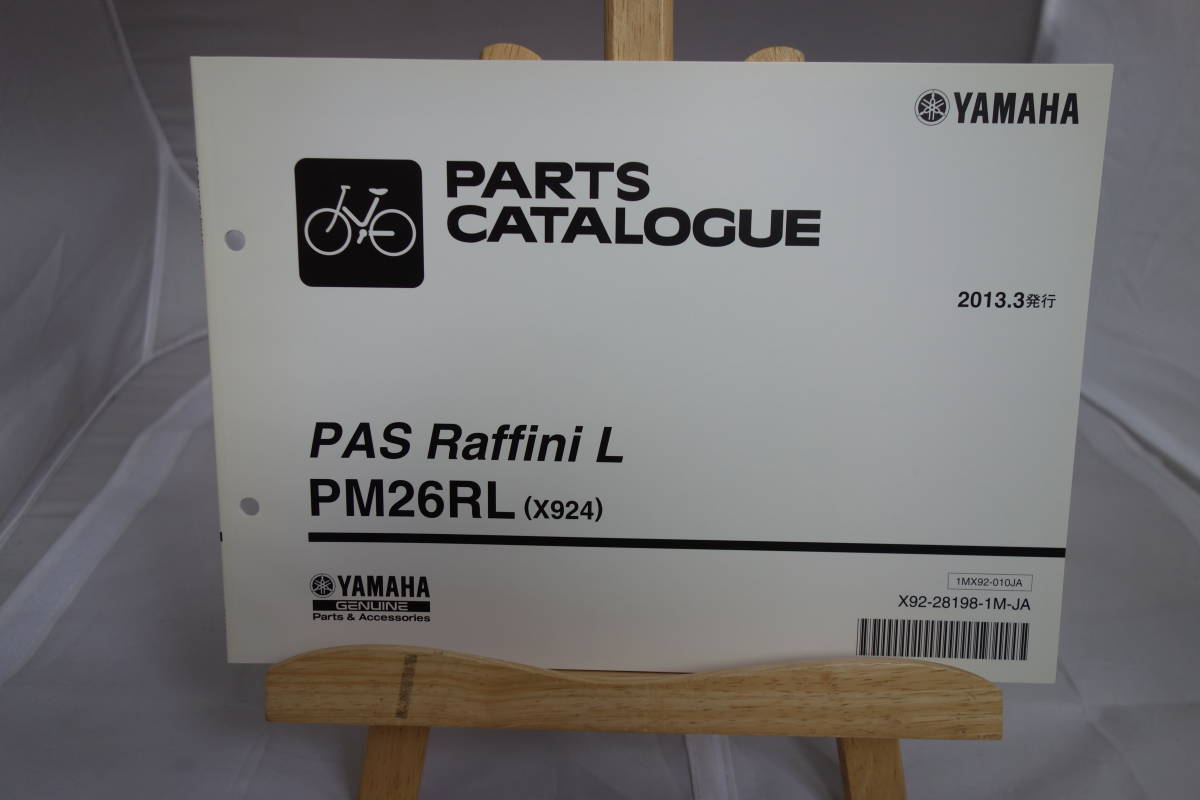 YAMAHA
PARTS
CATALOGUE
2013.3発行
PAS Raffini L
PM26RL (X924)
YAMAHA
GENUINE
Parts & Accessories
1MX92-010JA
X92-28198-1M-JA